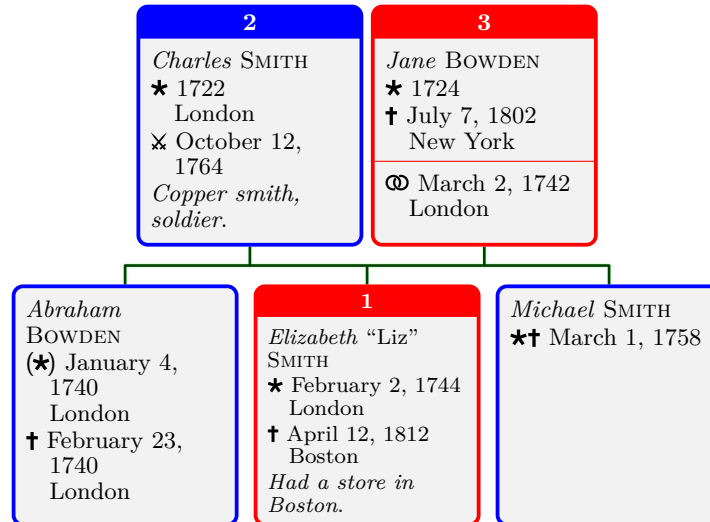 2
Charles SMITH
★ 1722
London
⚔ October 12,
1764
Copper smith,
soldier.
3
Jane BOWDEN
★ 1724
✝ July 7, 1802
New York
⚭ March 2, 1742
London
Abraham
BOWDEN
(★) January 4,
1740
London
✝ February 23,
1740
London
1
Elizabeth “Liz”
SMITH
★ February 2, 1744
London
✝ April 12, 1812
Boston
Had a store in
Boston.
Michael SMITH
★✝ March 1, 1758